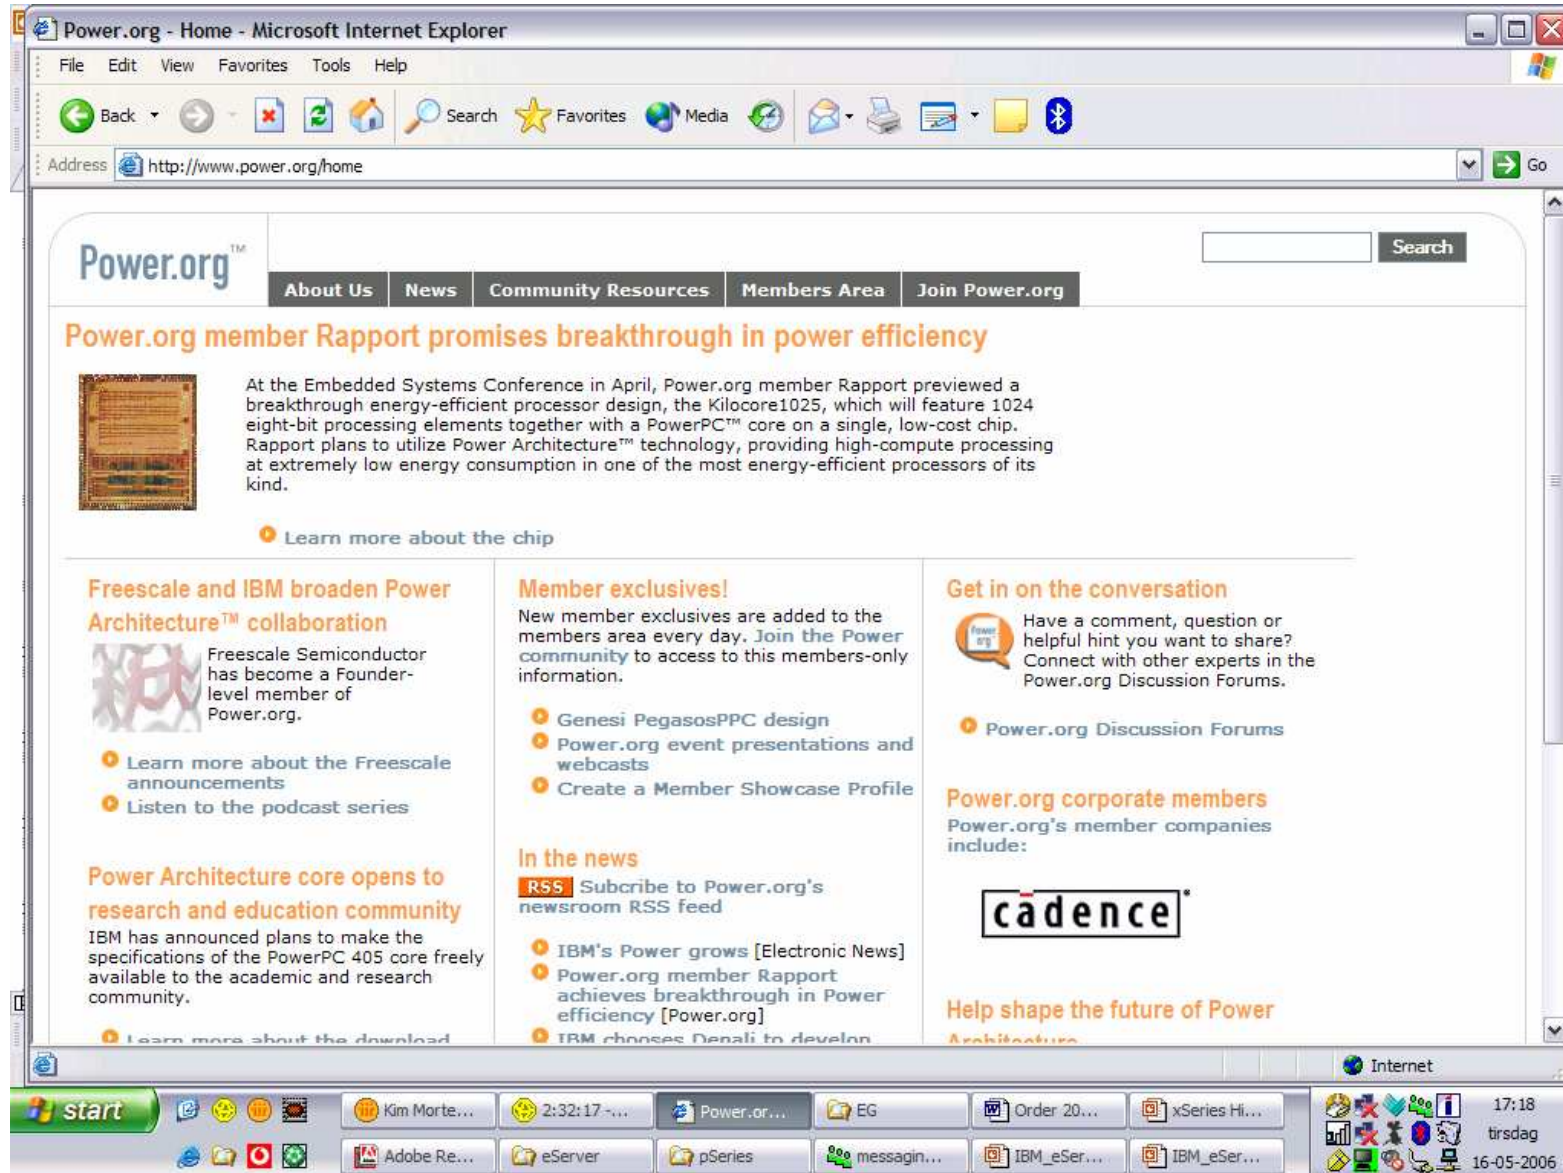 Power.org - Home - Microsoft Internet Explorer
File Edit View Favorites Tools Help
Back Search Favorites Media
Address http://www.power.org/home Go
Power.org™
Search
About Us News Community Resources Members Area Join Power.org
Power.org member Rapport promises breakthrough in power efficiency
At the Embedded Systems Conference in April, Power.org member Rapport previewed a
breakthrough energy-efficient processor design, the Kilocore1025, which will feature 1024
eight-bit processing elements together with a PowerPC™ core on a single, low-cost chip.
Rapport plans to utilize Power Architecture™ technology, providing high-compute processing
at extremely low energy consumption in one of the most energy-efficient processors of its
kind.
Learn more about the chip
Freescale and IBM broaden Power
Architecture™ collaboration
Freescale Semiconductor
has become a Founder-
level member of
Power.org.
Learn more about the Freescale
announcements
Listen to the podcast series
Power Architecture core opens to
research and education community
IBM has announced plans to make the
specifications of the PowerPC 405 core freely
available to the academic and research
community.
Learn more about the download
Member exclusives!
New member exclusives are added to the
members area every day. Join the Power
community to access to this members-only
information.
Genesi PegasosPPC design
Power.org event presentations and
webcasts
Create a Member Showcase Profile
In the news
RSS Subcribe to Power.org's
newsroom RSS feed
IBM's Power grows [Electronic News]
Power.org member Rapport
achieves breakthrough in Power
efficiency [Power.org]
IBM chooses Denali to develop
Get in on the conversation
Power org™
Have a comment, question or
helpful hint you want to share?
Connect with other experts in the
Power.org Discussion Forums.
Power.org Discussion Forums
Power.org corporate members
Power.org's member companies
include:
cādence®
Help shape the future of Power
Architecture
Internet
start Kim Morte... 2:32:17 -... Power.or... EG Order 20... xSeries Hi... 17:18
tirsdag
Adobe Re... eServer pSeries messagin... IBM_eSer... IBM_eSer... 16-05-2006